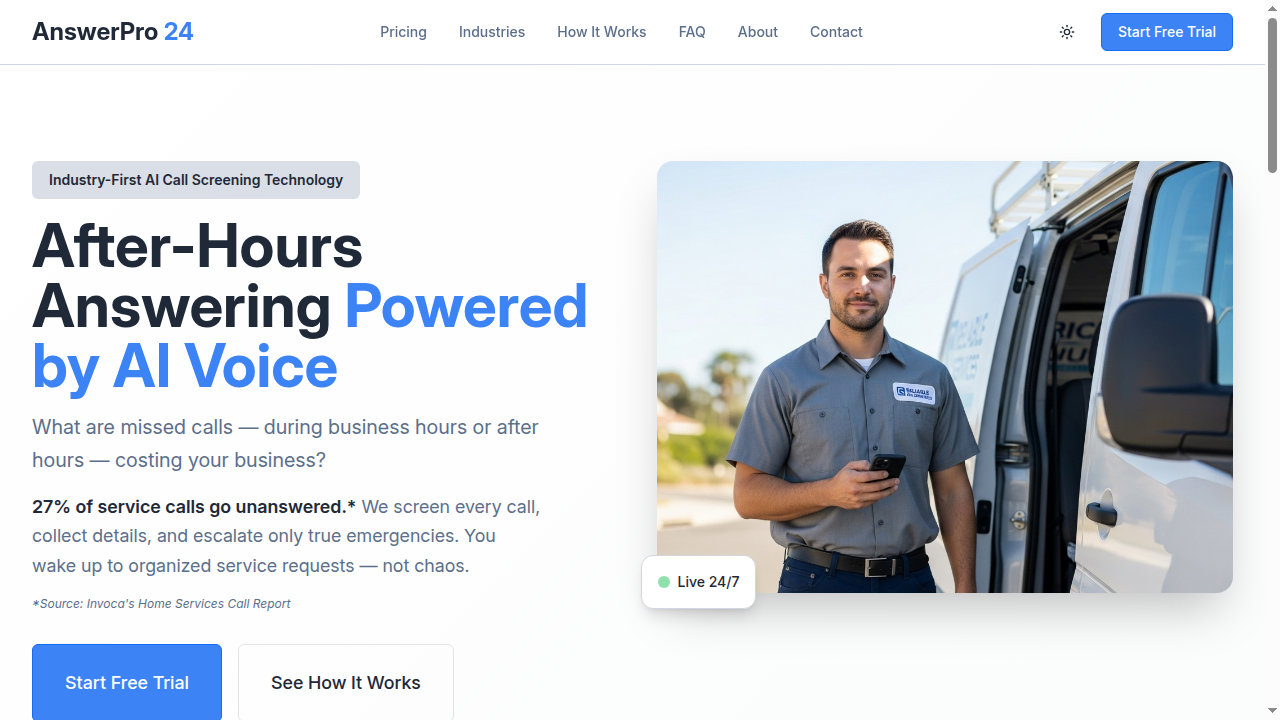 AnswerPro 24
Pricing
Industries
How It Works
FAQ
About
Contact
Start Free Trial
Industry-First AI Call Screening Technology
After-Hours
Answering Powered
by AI Voice
What are missed calls — during business hours or after
hours — costing your business?
27% of service calls go unanswered.* We screen every call,
collect details, and escalate only true emergencies. You
wake up to organized service requests — not chaos.
*Source: Invoca's Home Services Call Report
Start Free Trial
See How It Works
Live 24/7